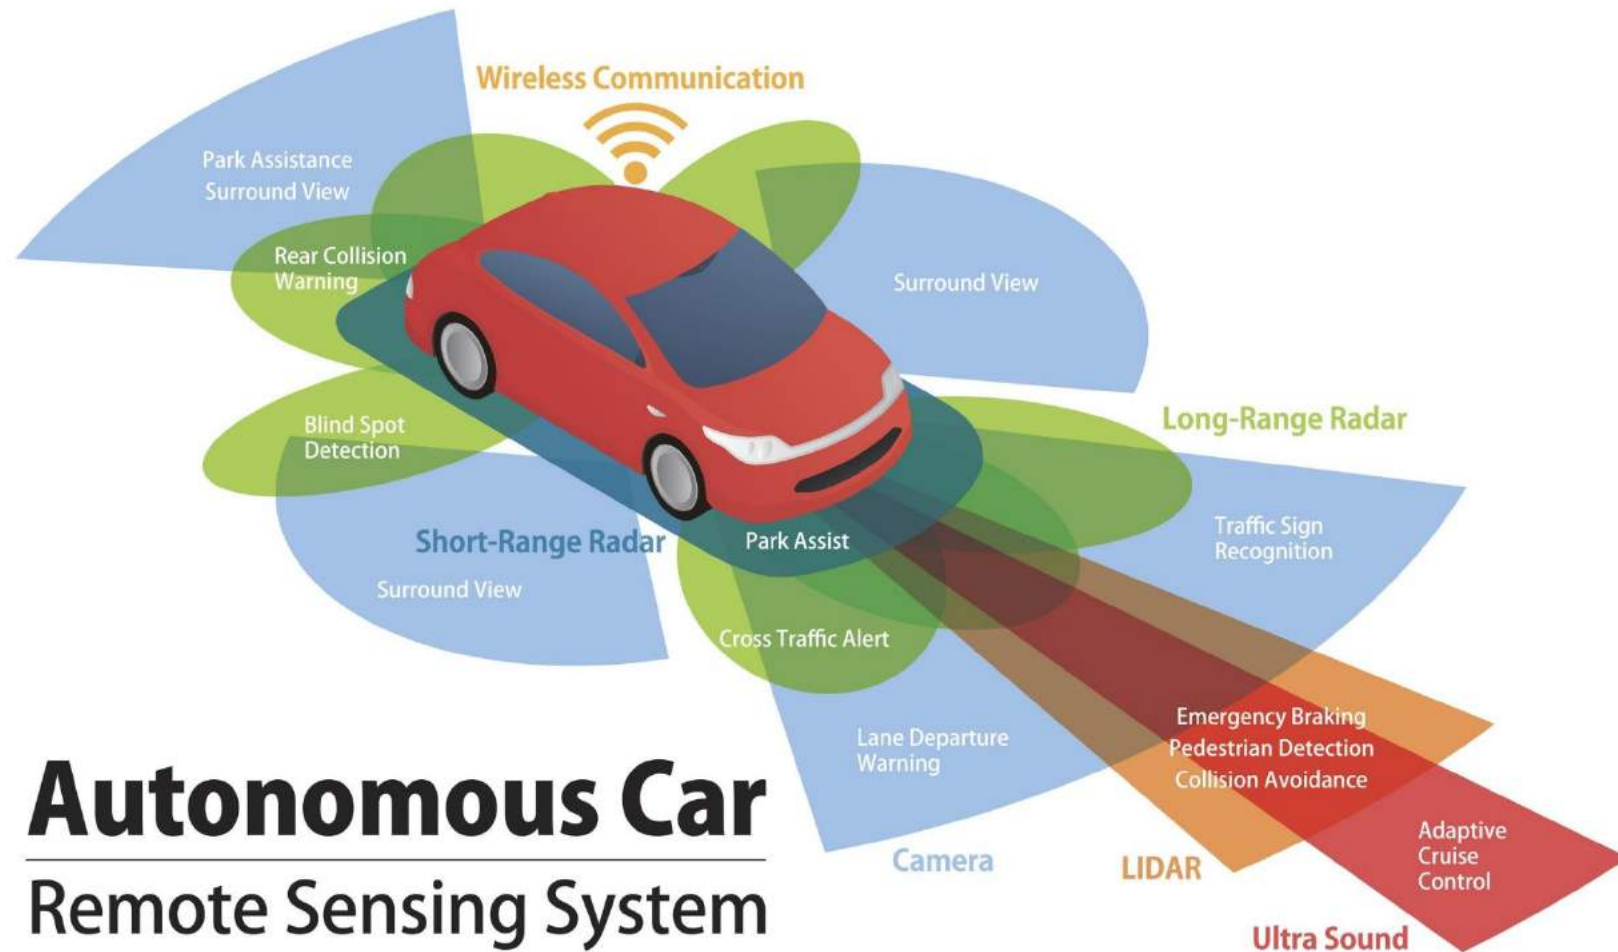 Wireless Communication
Park Assistance
Surround View
Rear Collision
Warning
Surround View
Blind Spot
Detection
Long-Range Radar
Short-Range Radar
Park Assist
Traffic Sign
Recognition
Surround View
Cross Traffic Alert
Lane Departure
Warning
Emergency Braking
Pedestrian Detection
Collision Avoidance
Adaptive
Cruise
Control
Camera
LIDAR
Ultra Sound
Autonomous Car
Remote Sensing System